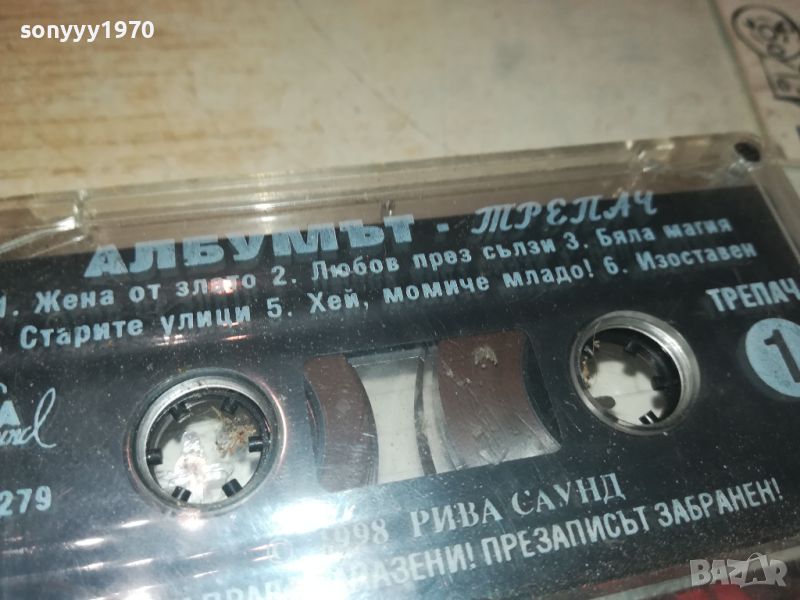 sonyyy1970
АЛБУМЪТ - ТРЕПАЧ
1. Жена от злато 2. Любов през сълзи 3. Бяла магия
Старите улици 5. Хей, момиче младо! 6. Изоставен
ТРЕПАЧ
1
279
© 1998 РИВА САУНД
ПРЕЗАПИСЪТ ЗАБРАНЕН!
BAZAR